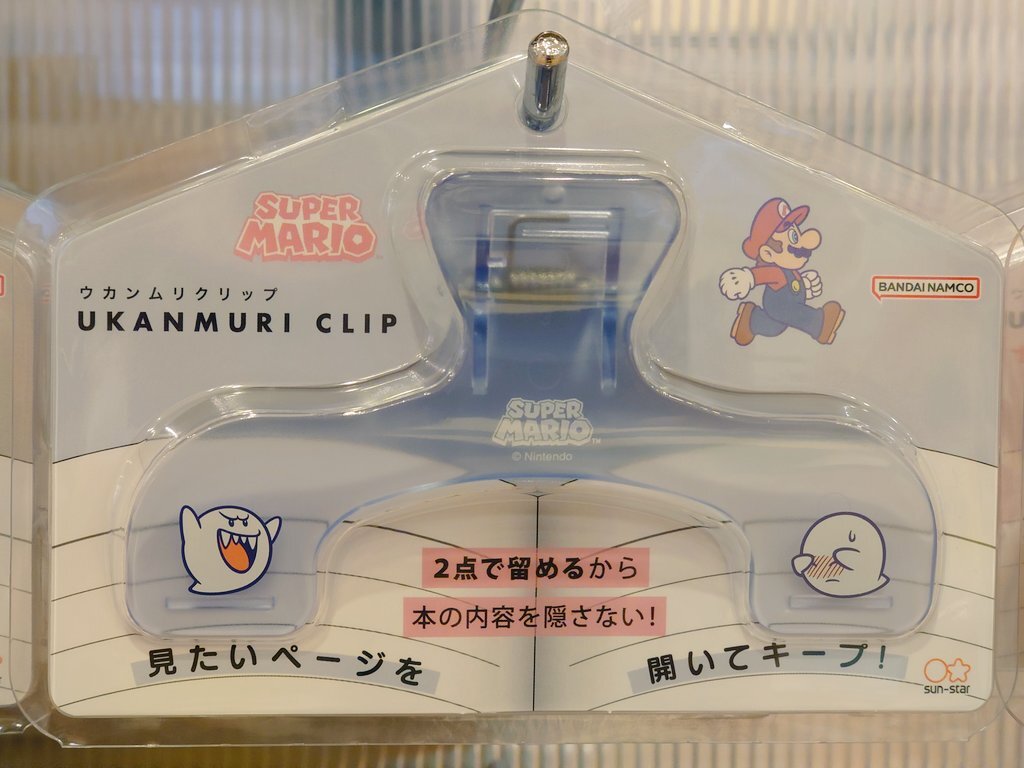 SUPER
MARIO
ウカンムリクリップ
UKANMURI CLIP
BANDAI NAMCO
SUPER
MARIO™
© Nintendo
2点で留めるから
本の内容を隠さない!
見たいページを
開いてキープ!
sun-star